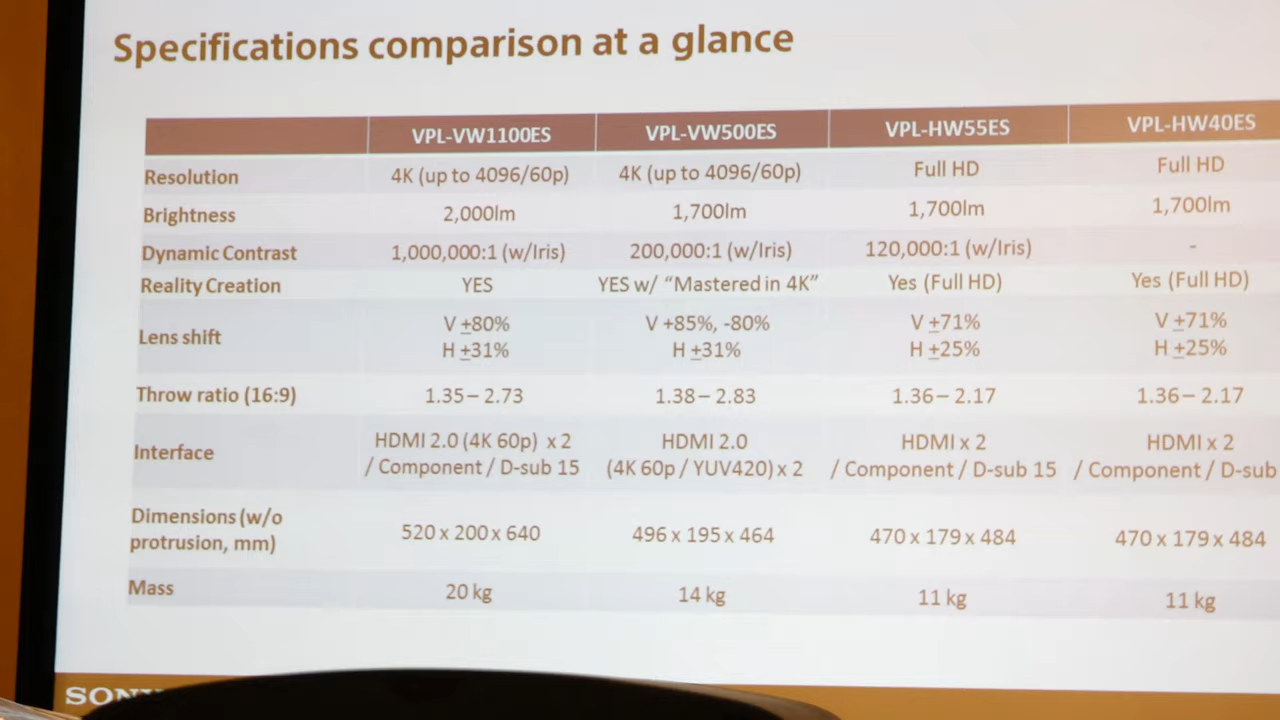 Specifications comparison at a glance
VPL-VW1100ES VPL-VW500ES VPL-HW55ES VPL-HW40ES
Resolution 4K (up to 4096/60p) 4K (up to 4096/60p) Full HD Full HD
Brightness 2,000lm 1,700lm 1,700lm 1,700lm
Dynamic Contrast 1,000,000:1 (w/Iris) 200,000:1 (w/Iris) 120,000:1 (w/Iris) -
Reality Creation YES YES w/ “Mastered in 4K” Yes (Full HD) Yes (Full HD)
Lens shift V ±80% V +85%, -80% V ±71% V ±71%
H ±31% H ±31% H ±25% H ±25%
Throw ratio (16:9) 1.35 – 2.73 1.38 – 2.83 1.36 – 2.17 1.36 – 2.17
Interface HDMI 2.0 (4K 60p) x 2 HDMI 2.0 HDMI x 2 HDMI x 2
/ Component / D-sub 15 (4K 60p / YUV420) x 2 / Component / D-sub 15 / Component / D-sub
Dimensions (w/o
protrusion, mm) 520 x 200 x 640 496 x 195 x 464 470 x 179 x 484 470 x 179 x 484
Mass 20 kg 14 kg 11 kg 11 kg